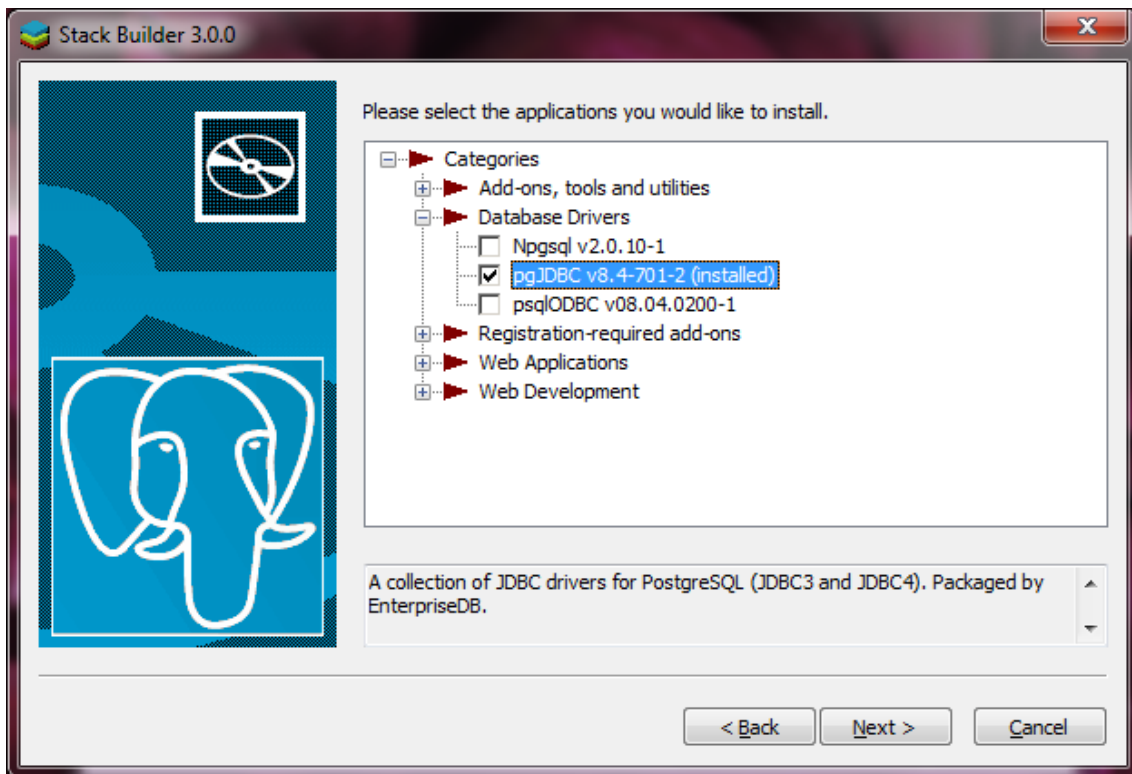 Stack Builder 3.0.0
Please select the applications you would like to install.
Categories
Add-ons, tools and utilities
Database Drivers
Npgsql v2.0.10-1
pgJDBC v8.4-701-2 (installed)
psqlODBC v08.04.0200-1
Registration-required add-ons
Web Applications
Web Development
A collection of JDBC drivers for PostgreSQL (JDBC3 and JDBC4). Packaged by
EnterpriseDB.
< Back Next > Cancel